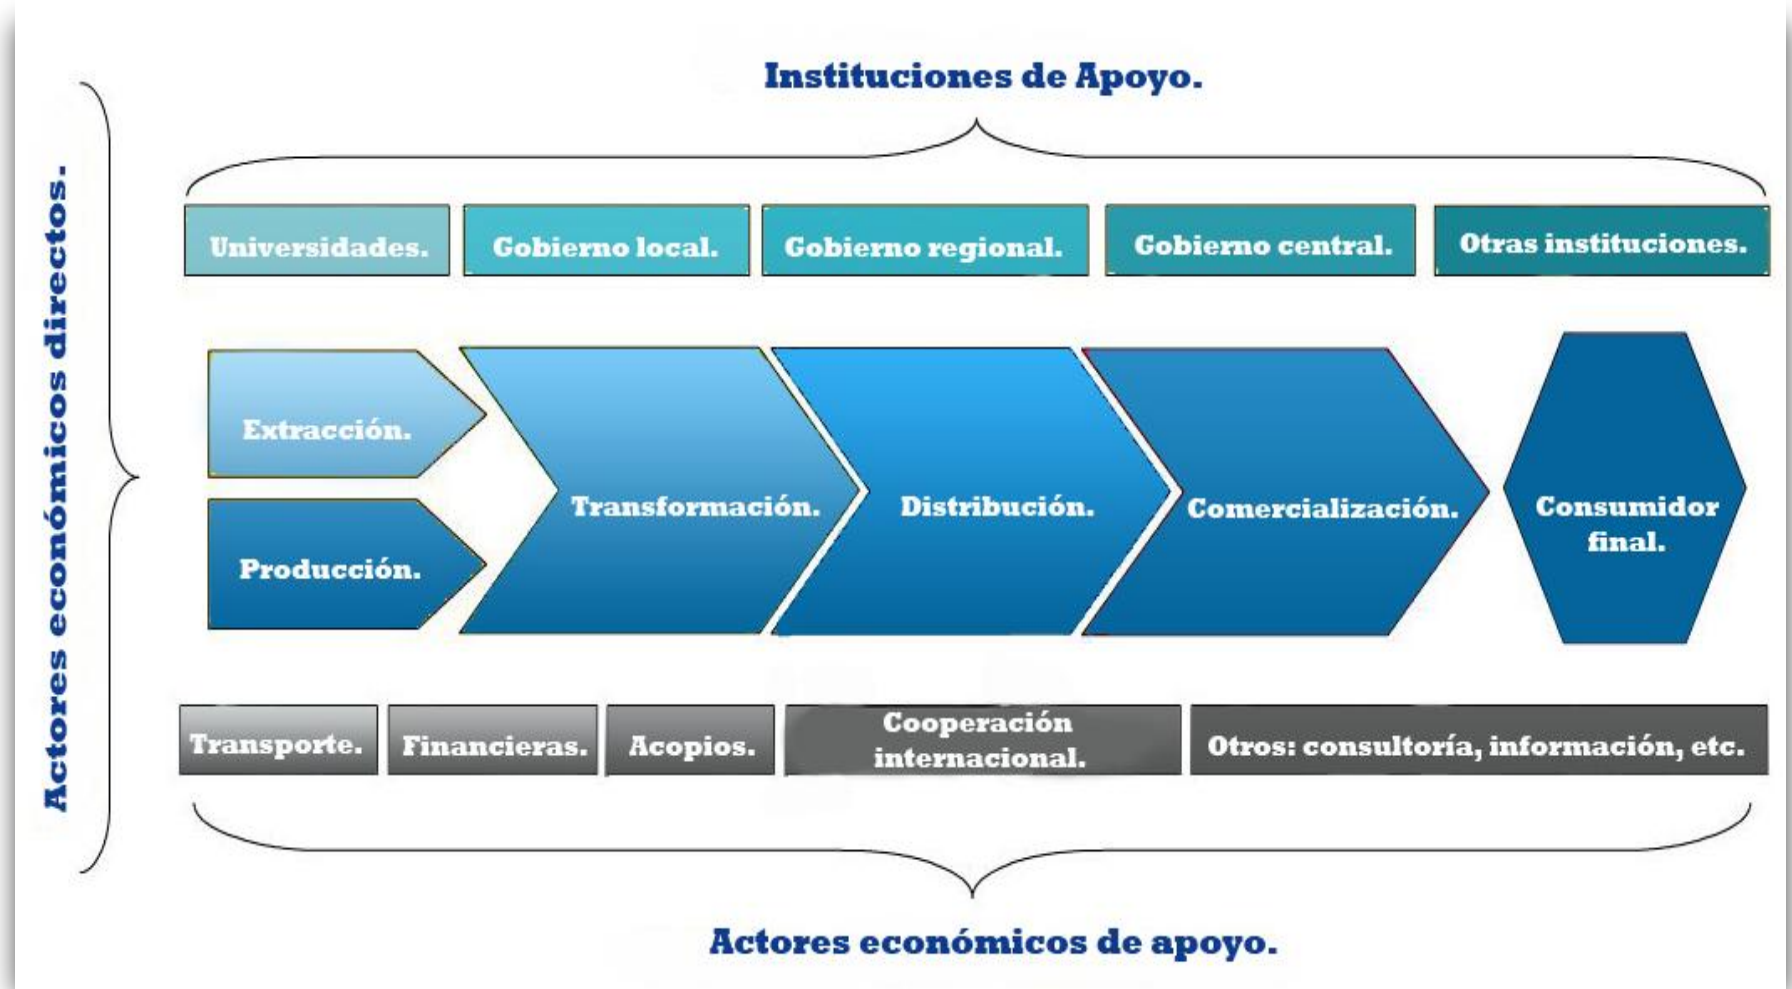 Instituciones de Apoyo.
Actores económicos directos.
Universidades.
Gobierno local.
Gobierno regional.
Gobierno central.
Otras instituciones.
Extracción.
Producción.
Transformación.
Distribución.
Comercialización.
Consumidor
final.
Transporte.
Financieras.
Acopios.
Cooperación
internacional.
Otros: consultoría, información, etc.
Actores económicos de apoyo.